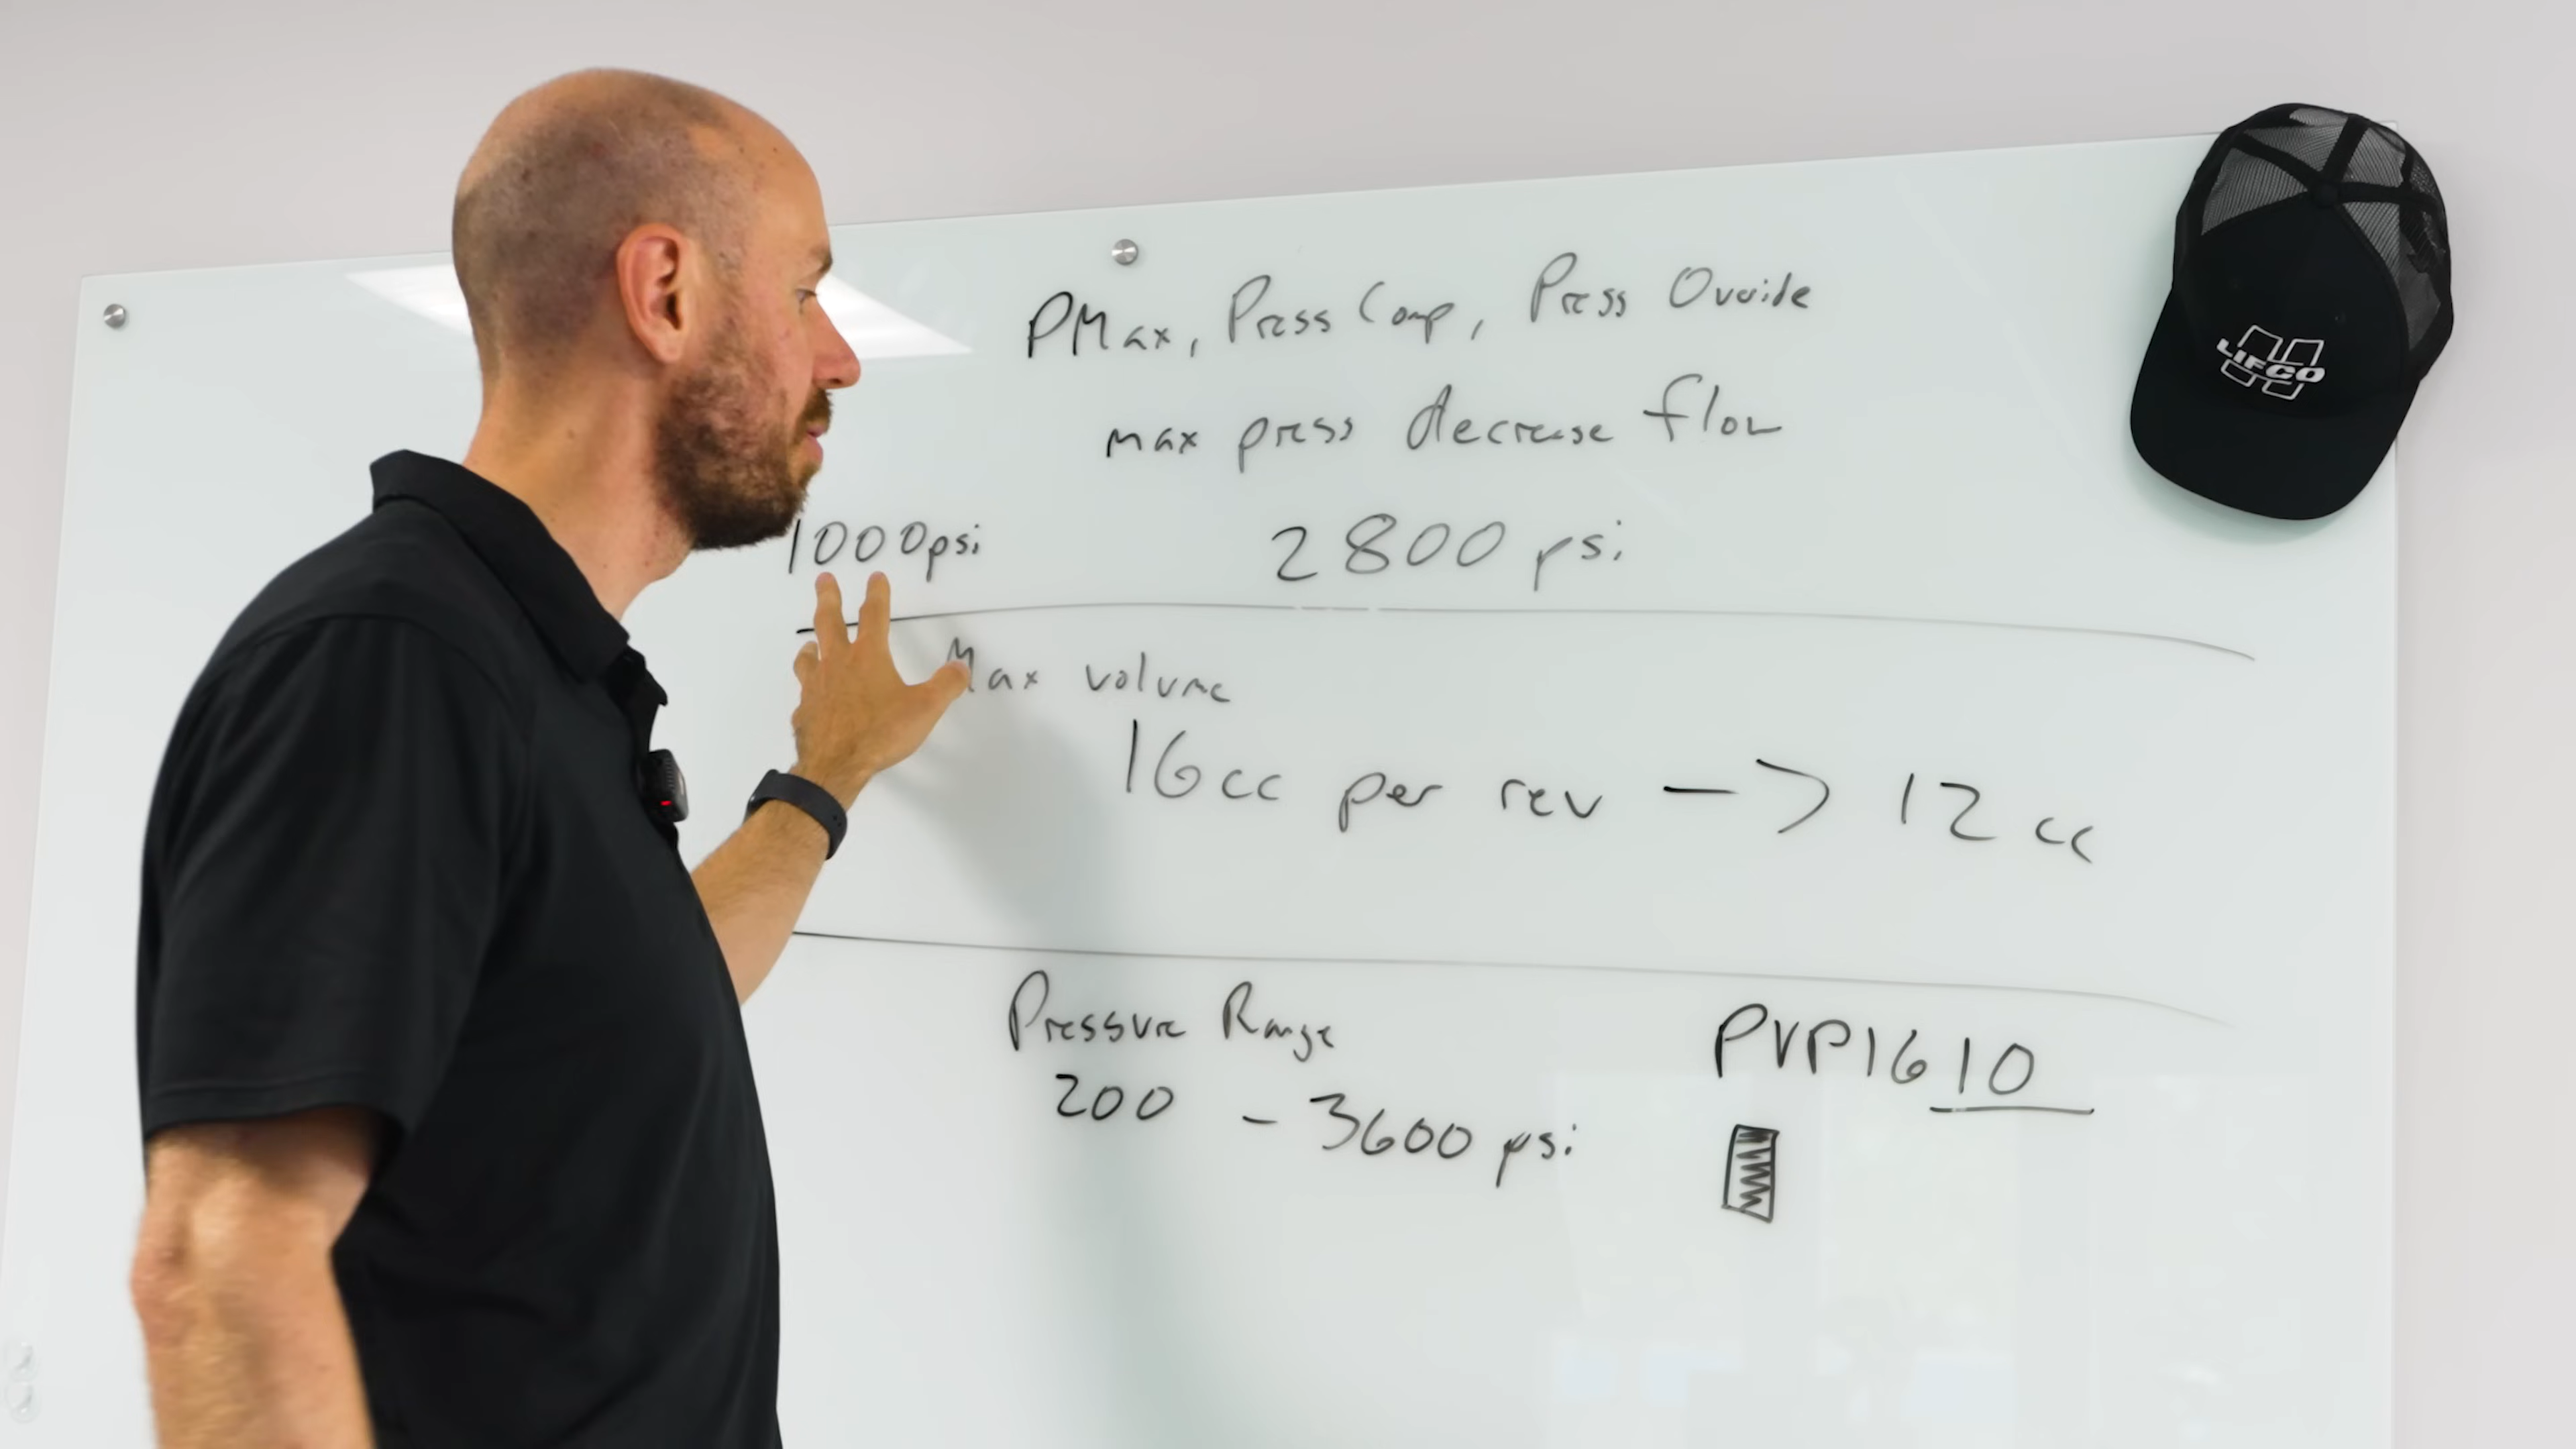 PMax, Press Comp, Press Overide
max press decrease flow
1000psi
2800 psi
Max volume
16cc per rev -> 12 cc
Pressure Range
200 - 3600 psi
PVP1610
LIFCO